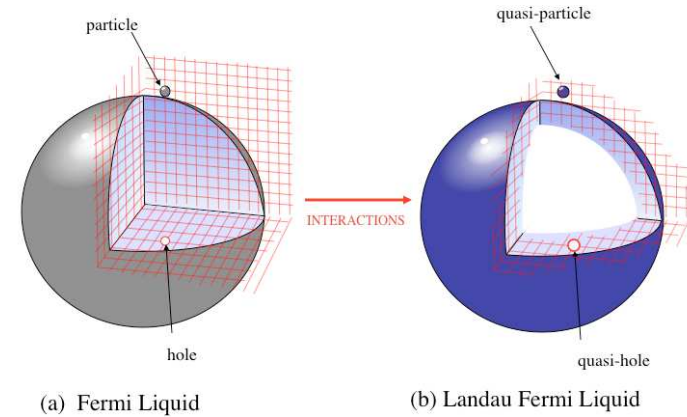 particle
quasi-particle
INTERACTIONS
hole
quasi-hole
(a) Fermi Liquid
(b) Landau Fermi Liquid